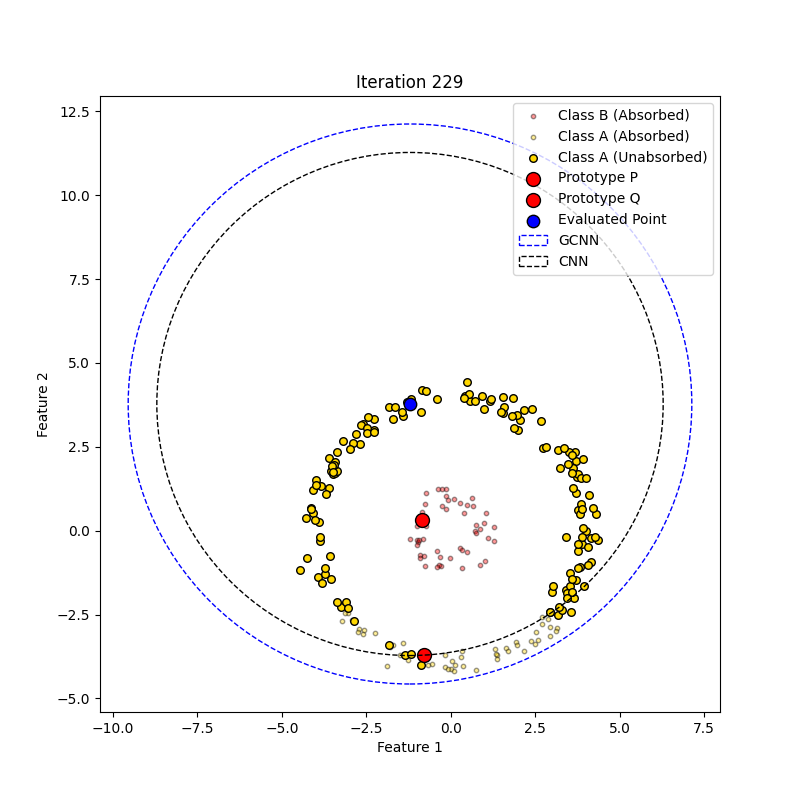 Iteration 229
Class B (Absorbed)
Class A (Absorbed)
Class A (Unabsorbed)
Prototype P
Prototype Q
Evaluated Point
GCNN
CNN
12.5
10.0
7.5
5.0
2.5
0.0
−2.5
−5.0
Feature 2
−10.0 −7.5 −5.0 −2.5 0.0 2.5 5.0 7.5
Feature 1